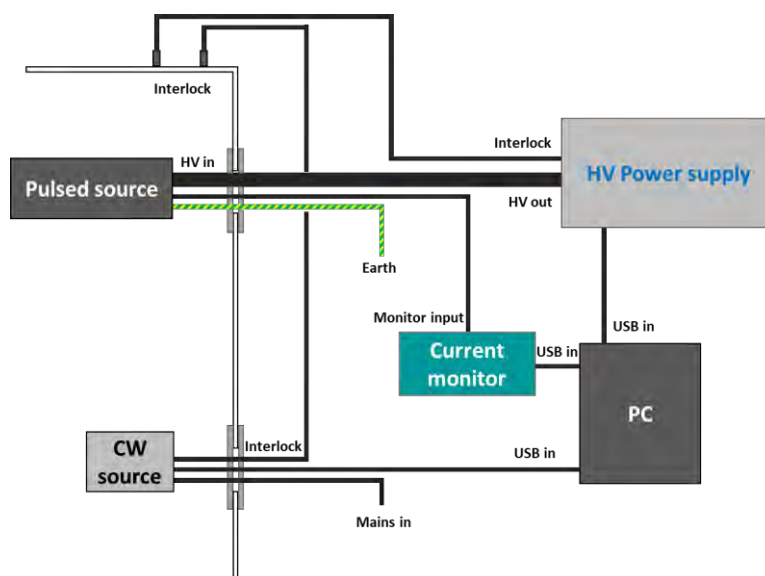 Interlock
Interlock
HV in
HV Power supply
Pulsed source
HV out
Earth
Monitor input
USB in
Current
monitor
USB in
PC
CW
source
Interlock
USB in
Mains in